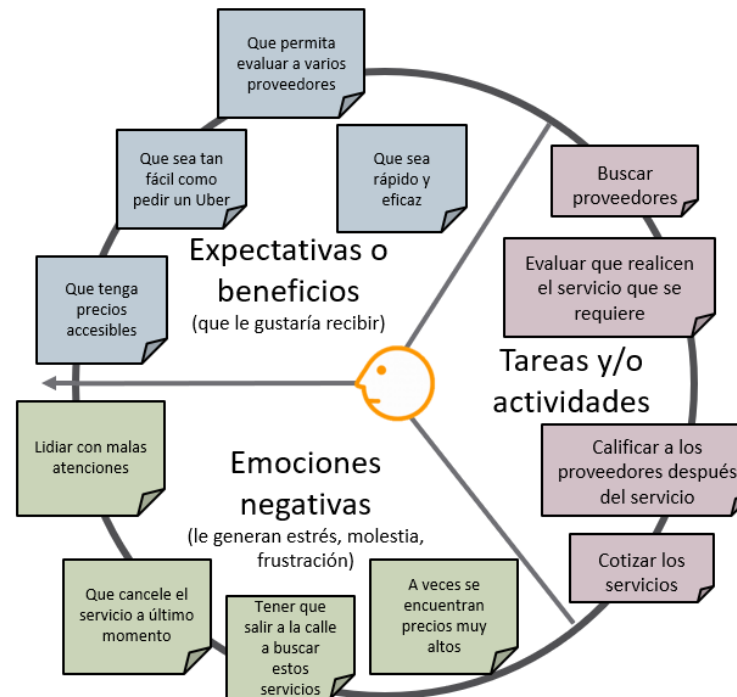 Que permita
evaluar a varios
proveedores
Que sea tan
fácil como
pedir un Uber
Que sea
rápido y
eficaz
Que tenga
precios
accesibles
Expectativas o
beneficios
(que le gustaría recibir)
Buscar
proveedores
Evaluar que realicen
el servicio que se
requiere
Tareas y/o
actividades
Calificar a los
proveedores después
del servicio
Cotizar los
servicios
Emociones
negativas
(le generan estrés, molestia,
frustración)
Lidiar con malas
atenciones
Que cancele el
servicio a último
momento
Tener que
salir a la calle
a buscar
estos
servicios
A veces se
encuentran
precios muy
altos